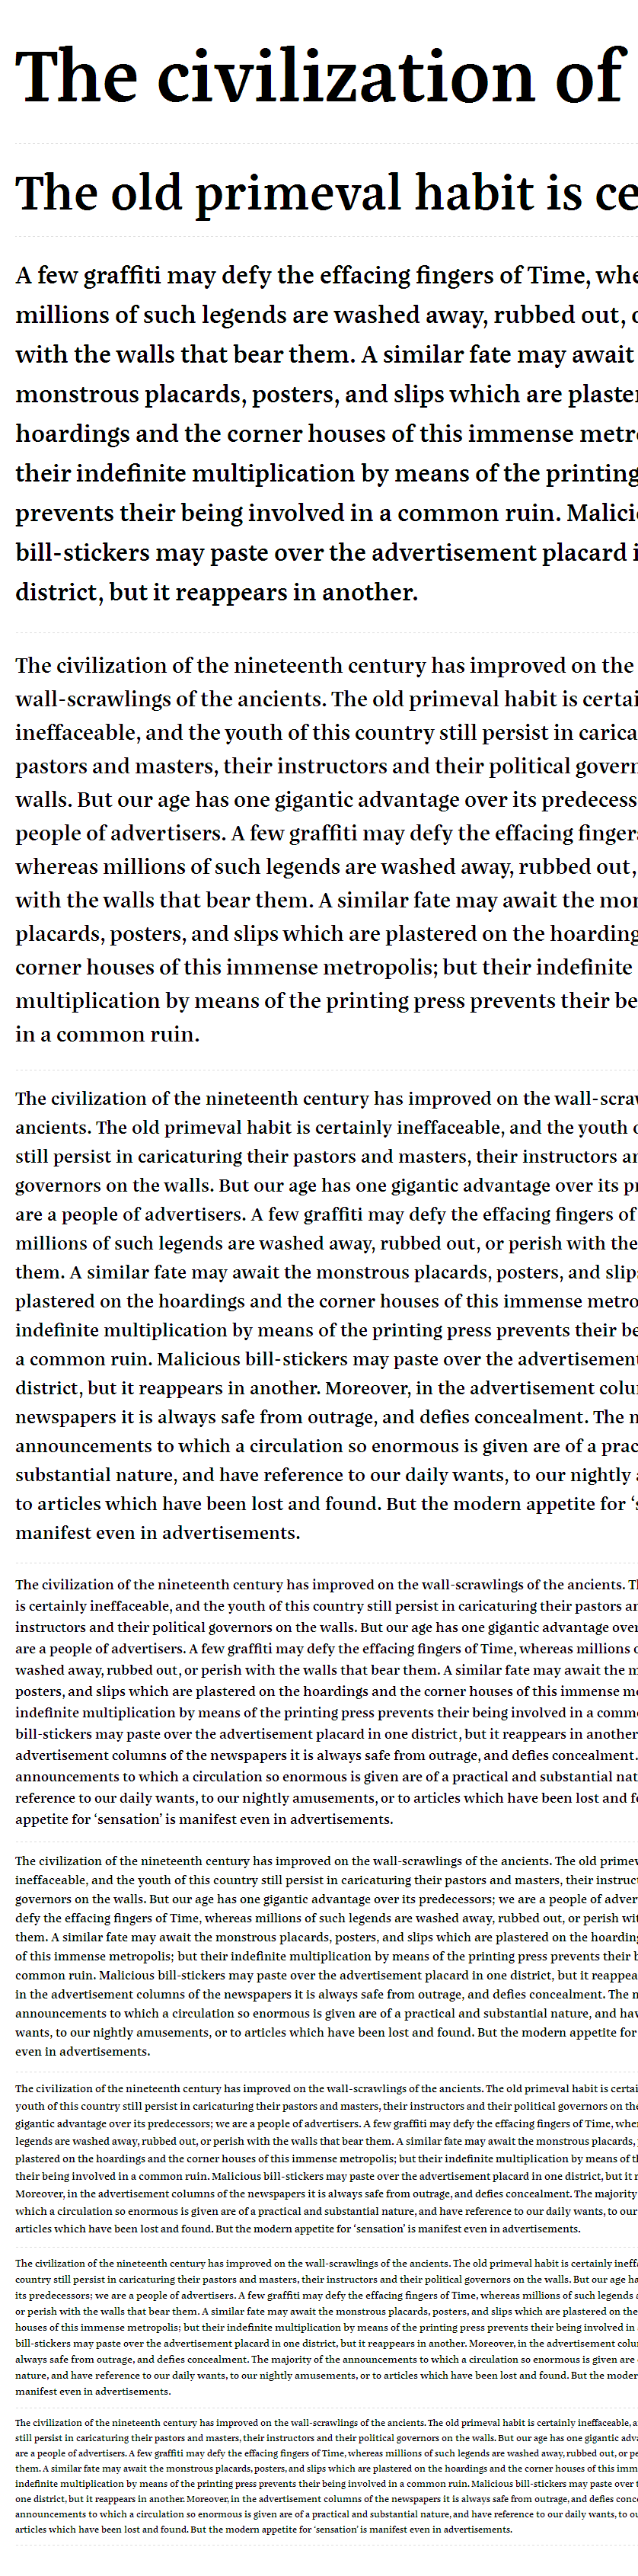 The civilization of
The old primeval habit is ce
A few graffiti may defy the effacing fingers of Time, whe
millions of such legends are washed away, rubbed out, o
with the walls that bear them. A similar fate may await
monstrous placards, posters, and slips which are plaster
hoardings and the corner houses of this immense metro
their indefinite multiplication by means of the printing
prevents their being involved in a common ruin. Malicio
bill-stickers may paste over the advertisement placard i
district, but it reappears in another.
The civilization of the nineteenth century has improved on the
wall-scrawlings of the ancients. The old primeval habit is certai
ineffaceable, and the youth of this country still persist in carica
pastors and masters, their instructors and their political govern
walls. But our age has one gigantic advantage over its predecess
people of advertisers. A few graffiti may defy the effacing finger
whereas millions of such legends are washed away, rubbed out,
with the walls that bear them. A similar fate may await the mon
placards, posters, and slips which are plastered on the hoarding
corner houses of this immense metropolis; but their indefinite
multiplication by means of the printing press prevents their be
in a common ruin.
The civilization of the nineteenth century has improved on the wall-scraw
ancients. The old primeval habit is certainly ineffaceable, and the youth o
still persist in caricaturing their pastors and masters, their instructors an
governors on the walls. But our age has one gigantic advantage over its pr
are a people of advertisers. A few graffiti may defy the effacing fingers of
millions of such legends are washed away, rubbed out, or perish with the
them. A similar fate may await the monstrous placards, posters, and slip
plastered on the hoardings and the corner houses of this immense metro
indefinite multiplication by means of the printing press prevents their be
a common ruin. Malicious bill-stickers may paste over the advertisement
district, but it reappears in another. Moreover, in the advertisement colu
newspapers it is always safe from outrage, and defies concealment. The m
announcements to which a circulation so enormous is given are of a prac
substantial nature, and have reference to our daily wants, to our nightly a
to articles which have been lost and found. But the modern appetite for ‘s
manifest even in advertisements.
The civilization of the nineteenth century has improved on the wall-scrawlings of the ancients. Th
is certainly ineffaceable, and the youth of this country still persist in caricaturing their pastors an
instructors and their political governors on the walls. But our age has one gigantic advantage over
are a people of advertisers. A few graffiti may defy the effacing fingers of Time, whereas millions o
washed away, rubbed out, or perish with the walls that bear them. A similar fate may await the m
posters, and slips which are plastered on the hoardings and the corner houses of this immense me
indefinite multiplication by means of the printing press prevents their being involved in a commo
bill-stickers may paste over the advertisement placard in one district, but it reappears in another
advertisement columns of the newspapers it is always safe from outrage, and defies concealment.
announcements to which a circulation so enormous is given are of a practical and substantial nat
reference to our daily wants, to our nightly amusements, or to articles which have been lost and fo
appetite for ‘sensation’ is manifest even in advertisements.
The civilization of the nineteenth century has improved on the wall-scrawlings of the ancients. The old primev
ineffaceable, and the youth of this country still persist in caricaturing their pastors and masters, their instruct
governors on the walls. But our age has one gigantic advantage over its predecessors; we are a people of adver
defy the effacing fingers of Time, whereas millions of such legends are washed away, rubbed out, or perish wit
them. A similar fate may await the monstrous placards, posters, and slips which are plastered on the hoarding
of this immense metropolis; but their indefinite multiplication by means of the printing press prevents their b
common ruin. Malicious bill-stickers may paste over the advertisement placard in one district, but it reappea
in the advertisement columns of the newspapers it is always safe from outrage, and defies concealment. The m
announcements to which a circulation so enormous is given are of a practical and substantial nature, and hav
wants, to our nightly amusements, or to articles which have been lost and found. But the modern appetite for
even in advertisements.
The civilization of the nineteenth century has improved on the wall-scrawlings of the ancients. The old primeval habit is certai
youth of this country still persist in caricaturing their pastors and masters, their instructors and their political governors on the
gigantic advantage over its predecessors; we are a people of advertisers. A few graffiti may defy the effacing fingers of Time, wher
legends are washed away, rubbed out, or perish with the walls that bear them. A similar fate may await the monstrous placards,
plastered on the hoardings and the corner houses of this immense metropolis; but their indefinite multiplication by means of th
their being involved in a common ruin. Malicious bill-stickers may paste over the advertisement placard in one district, but it r
Moreover, in the advertisement columns of the newspapers it is always safe from outrage, and defies concealment. The majority
which a circulation so enormous is given are of a practical and substantial nature, and have reference to our daily wants, to our
articles which have been lost and found. But the modern appetite for ‘sensation’ is manifest even in advertisements.
The civilization of the nineteenth century has improved on the wall-scrawlings of the ancients. The old primeval habit is certainly ineffa
country still persist in caricaturing their pastors and masters, their instructors and their political governors on the walls. But our age ha
its predecessors; we are a people of advertisers. A few graffiti may defy the effacing fingers of Time, whereas millions of such legends a
or perish with the walls that bear them. A similar fate may await the monstrous placards, posters, and slips which are plastered on the
houses of this immense metropolis; but their indefinite multiplication by means of the printing press prevents their being involved in
bill-stickers may paste over the advertisement placard in one district, but it reappears in another. Moreover, in the advertisement colu
always safe from outrage, and defies concealment. The majority of the announcements to which a circulation so enormous is given are
nature, and have reference to our daily wants, to our nightly amusements, or to articles which have been lost and found. But the moder
manifest even in advertisements.
The civilization of the nineteenth century has improved on the wall-scrawlings of the ancients. The old primeval habit is certainly ineffaceable, a
still persist in caricaturing their pastors and masters, their instructors and their political governors on the walls. But our age has one gigantic adva
are a people of advertisers. A few graffiti may defy the effacing fingers of Time, whereas millions of such legends are washed away, rubbed out, or pe
them. A similar fate may await the monstrous placards, posters, and slips which are plastered on the hoardings and the corner houses of this imm
indefinite multiplication by means of the printing press prevents their being involved in a common ruin. Malicious bill-stickers may paste over t
one district, but it reappears in another. Moreover, in the advertisement columns of the newspapers it is always safe from outrage, and defies conc
announcements to which a circulation so enormous is given are of a practical and substantial nature, and have reference to our daily wants, to ou
articles which have been lost and found. But the modern appetite for ‘sensation’ is manifest even in advertisements.